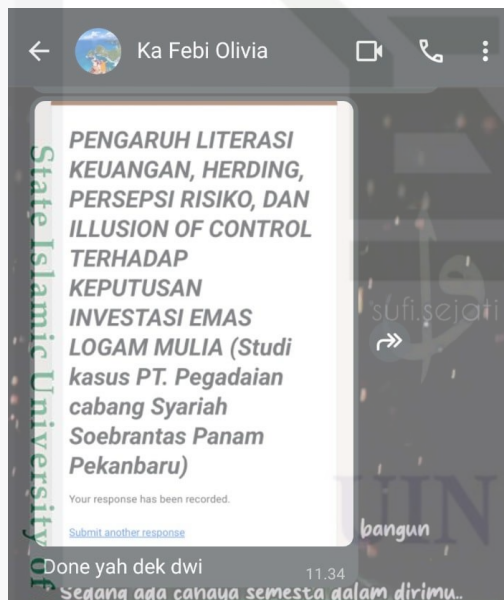 Ka Febi Olivia
PENGARUH LITERASI
KEUANGAN, HERDING,
PERSEPSI RISIKO, DAN
ILLUSION OF CONTROL
TERHADAP
KEPUTUSAN
INVESTASI EMAS
LOGAM MULIA (Studi
kasus PT. Pegadaian
cabang Syariah
Soebrantas Panam
Pekanbaru)
Your response has been recorded.
Submit another response
Done yah dek dwi
11.34
sufi.sejati
bangun
Sedang ada cahaya semesta dalam dirimu..
State Islamic University of
UIN